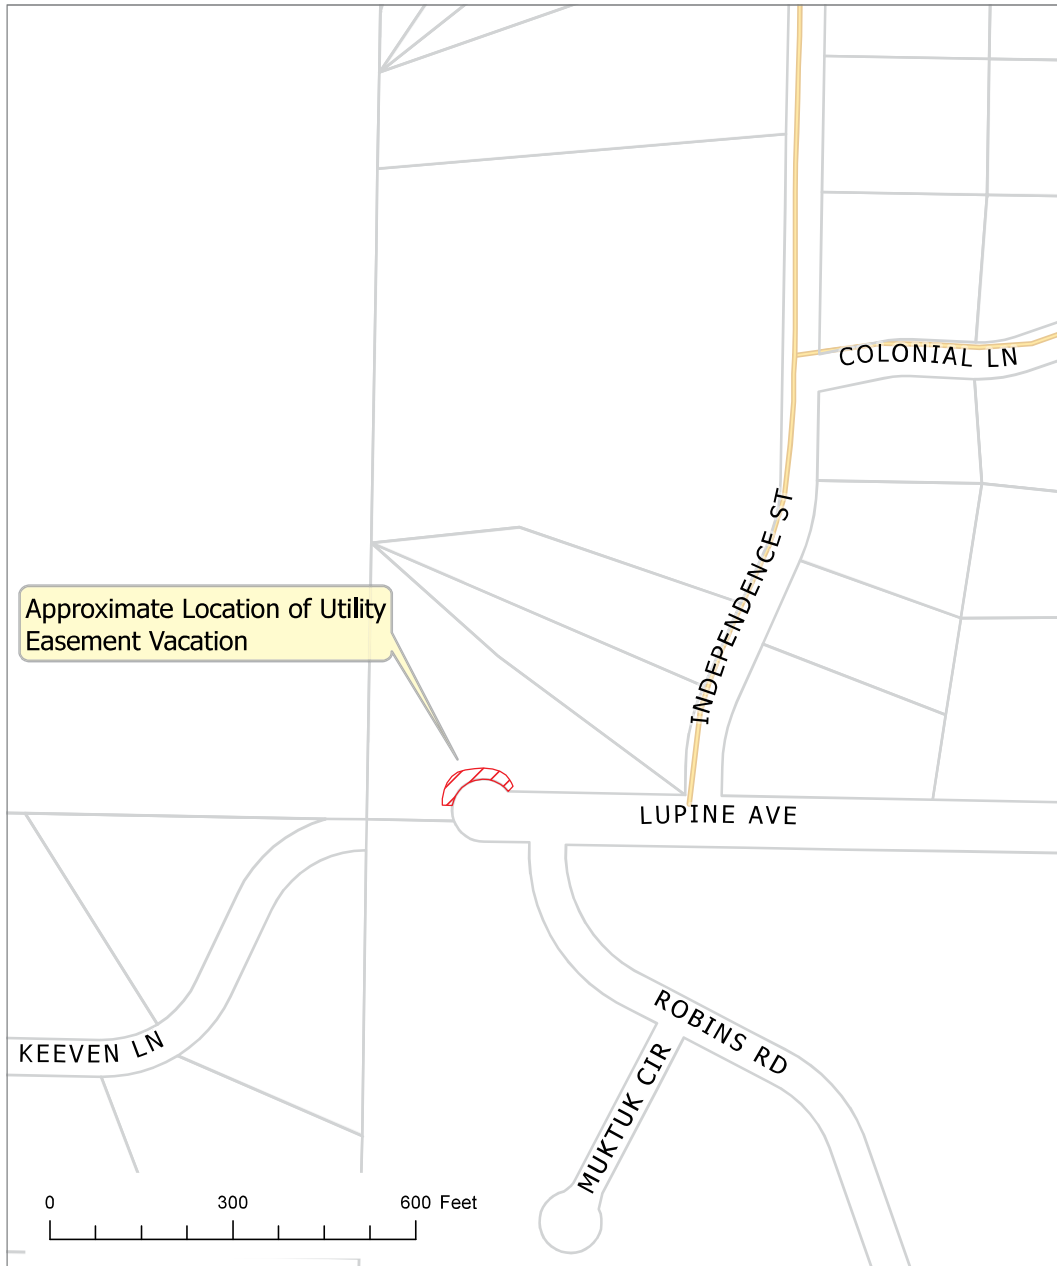 COLONIAL LN
INDEPENDENCE ST
Approximate Location of Utility
Easement Vacation
LUPINE AVE
ROBINS RD
KEEVEN LN
MUKTUK CIR
0 300 600 Feet